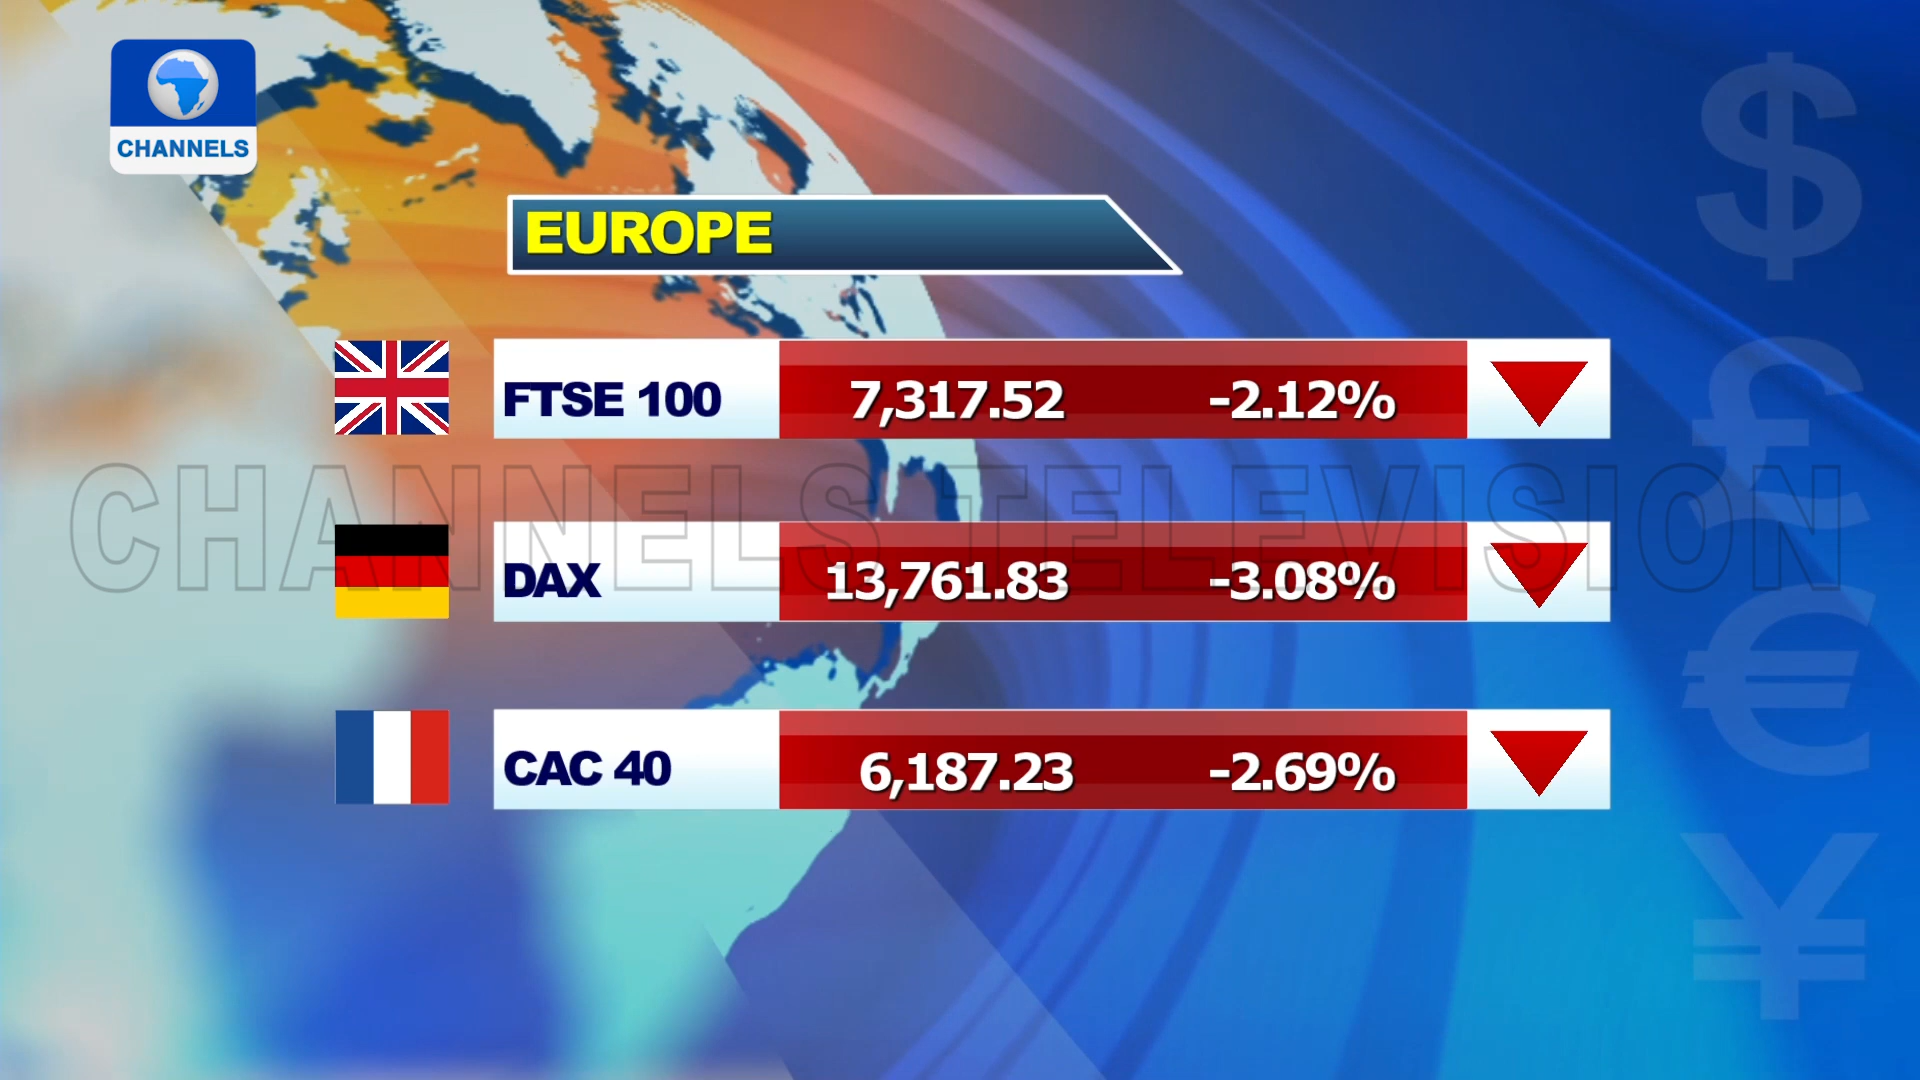 CHANNELS
EUROPE
FTSE 100 7,317.52 -2.12%
CHANNELS TELEVISION
DAX 13,761.83 -3.08%
CAC 40 6,187.23 -2.69%
$
£
€
¥